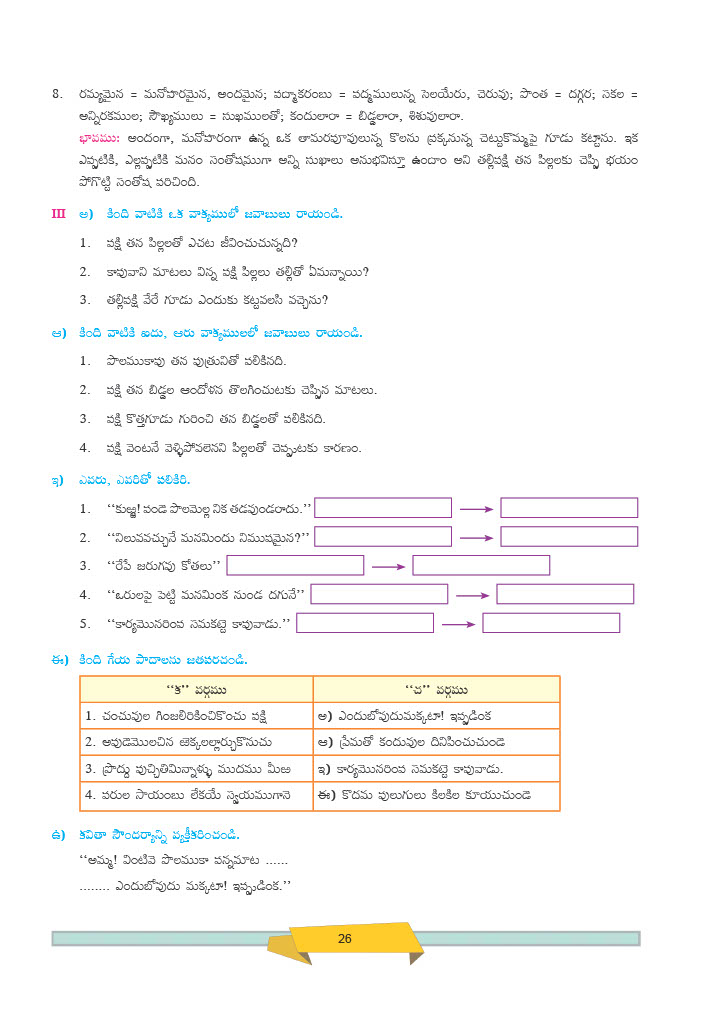 8. రమ్యమైన = మనోహరమైన, అందమైన; పద్మాకరంబు = పద్మములున్న సెలయేరు, చెరువు; పొంత = దగ్గర; సకల =
అన్నిరకముల; సౌఖ్యములు = సుఖములతో; కందులారా = బిడ్డలారా, శిశువులారా.
భావము: అందంగా, మనోహరంగా ఉన్న ఒక తామరపూవులున్న కొలను ప్రక్కనున్న చెట్టుకొమ్మపై గూడు కట్టాను. ఇక
ఎప్పటికి, ఎల్లప్పటికి మనం సంతోషముగా అన్ని సుఖాలు అనుభవిస్తూ ఉందాం అని తల్లిపక్షి తన పిల్లలకు చెప్పి భయం
పోగొట్టి సంతోష పరిచింది.
III అ) కింది వాటికి ఒక వాక్యములో జవాబులు రాయండి.
1. పక్షి తన పిల్లలతో ఎచట జీవించుచున్నది?
2. కాపువాని మాటలు విన్న పక్షి పిల్లలు తల్లితో ఏమన్నాయి?
3. తల్లిపక్షి వేరే గూడు ఎందుకు కట్టవలసి వచ్చెను?
ఆ) కింది వాటికి ఐదు, ఆరు వాక్యములలో జవాబులు రాయండి.
1. పొలముకాపు తన పుత్రునితో పలికినది.
2. పక్షి తన బిడ్డల ఆందోళన తొలగించుటకు చెప్పిన మాటలు.
3. పక్షి కొత్తగూడు గురించి తన బిడ్డలతో పలికినది.
4. పక్షి వెంటనే వెళ్ళిపోవలెనని పిల్లలతో చెప్పుటకు కారణం.
ఇ) ఎవరు, ఎవరితో పలికిరి.
1. ‘‘కుఱ్ఱ! పండె పొలమెల్ల నిక తడవుండరాదు.’’
2. ‘‘నిలువవచ్చునే మనమిందు నిముషమైన?’’
3. ‘‘రేపే జరుగవు కోతలు’’
4. ‘‘ఒరులపై పెట్టి మనమింక నుండ దగునే’’
5. ‘‘కార్యమొనరింప సమకట్టె కాపువాడు.’’
ఈ) కింది గేయ పాదాలను జతపరచండి.
‘‘క’’ వర్గము ‘‘చ’’ వర్గము
1. చంచువుల గింజలిరికించికొంచు పక్షి అ) ఎందుబోవుదుమక్కటా! ఇప్పుడింక
2. అపుడెమొలచిన ఱెక్కలల్లార్చుకొనుచు ఆ) ప్రేమతో కందువుల దినిపించుచుండె
3. ప్రొద్దు పుచ్చితిమిన్నాళ్ళు ముదము మీఱ ఇ) కార్యమొనరింప సమకట్టె కాపువాడు.
4. పరుల సాయంబు లేకయే స్వయముగానె ఈ) కొదమ పులుగులు కిలకిల కూయుచుండె
ఉ) కవితా సౌందర్యాన్ని వ్యక్తీకరించండి.
‘‘అమ్మ! వింటివె పొలముకా పన్నమాట ......
........ ఎందుబోవుదు మక్కటా! ఇప్పుడింక.’’
26